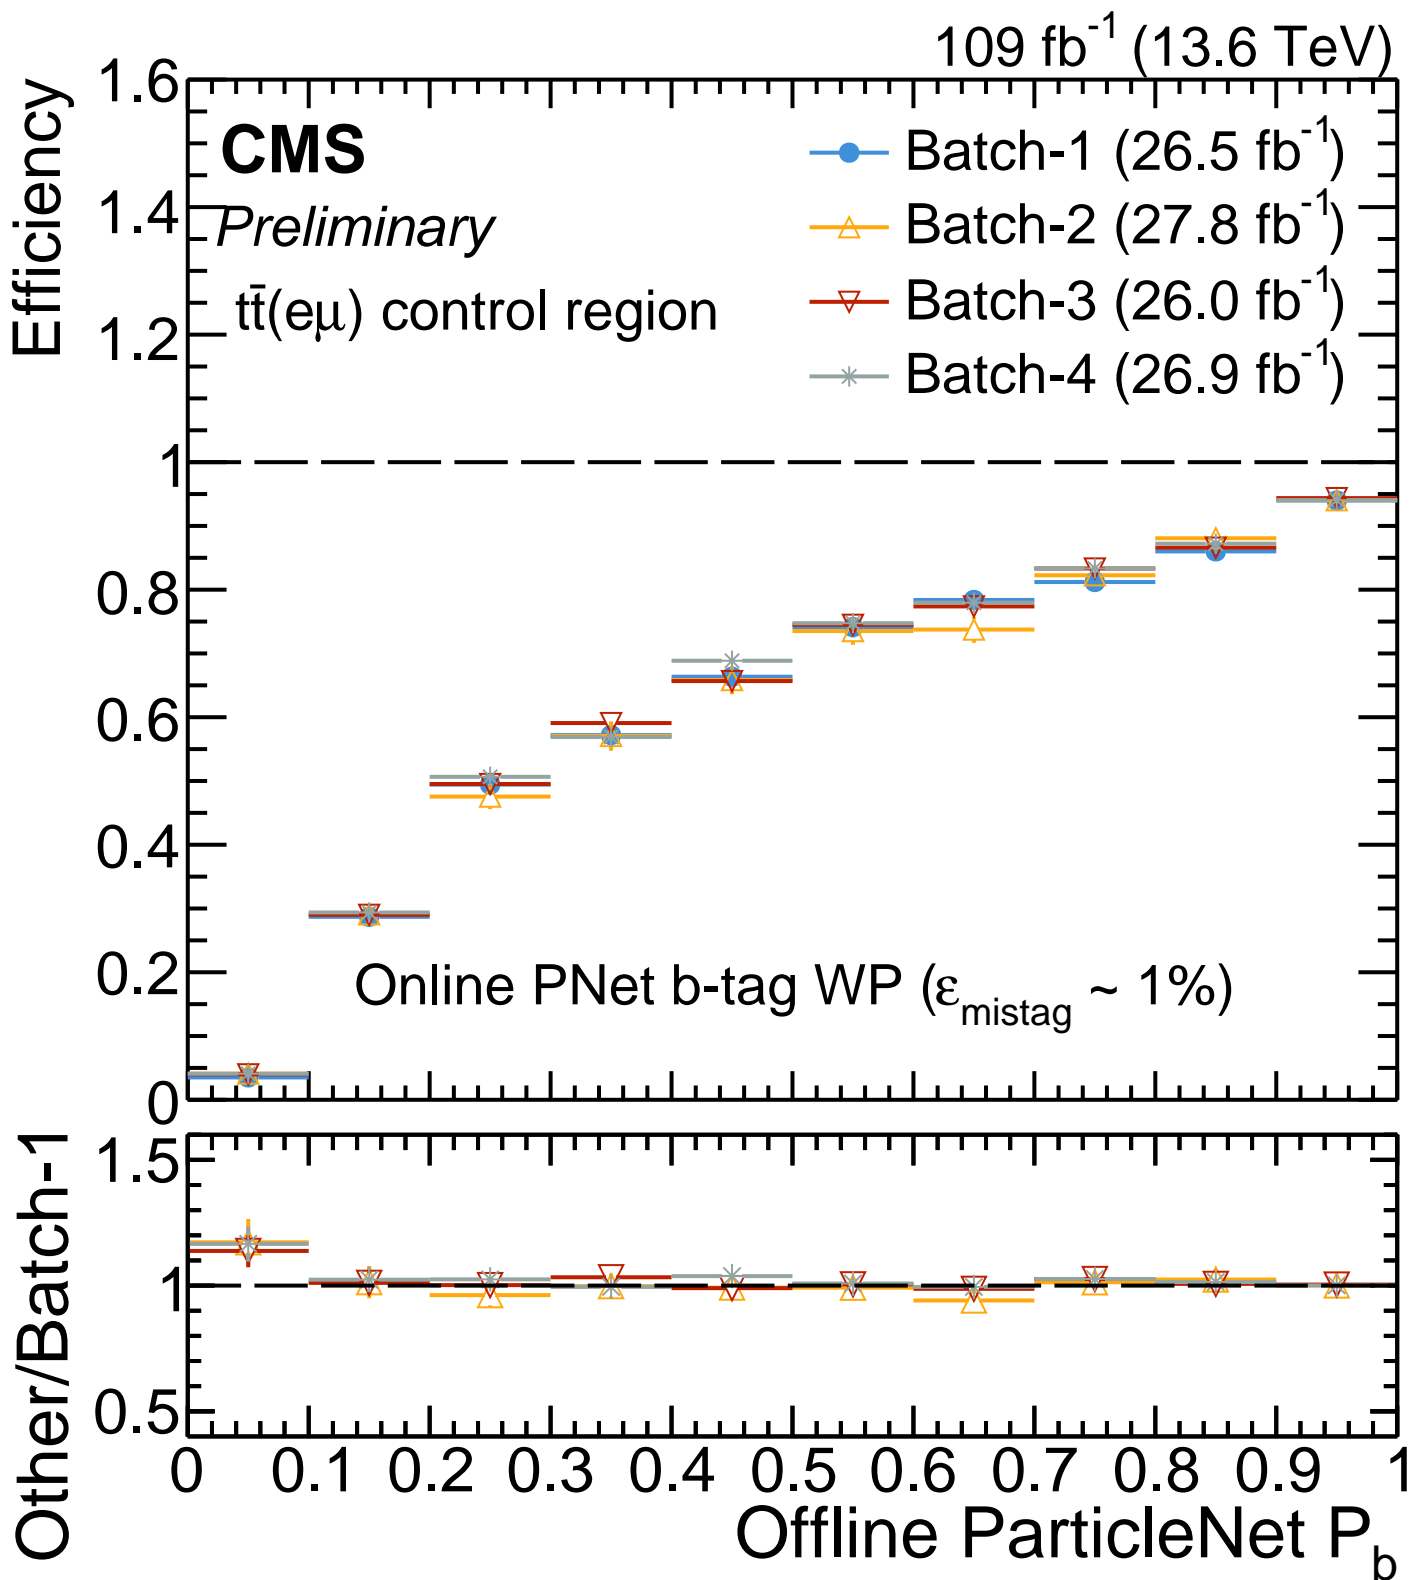 109 fb⁻¹ (13.6 TeV)
Efficiency
1.6
1.4
1.2
1
0.8
0.6
0.4
0.2
0
CMS
Preliminary
tt̄(eμ) control region
Batch-1 (26.5 fb⁻¹)
Batch-2 (27.8 fb⁻¹)
Batch-3 (26.0 fb⁻¹)
Batch-4 (26.9 fb⁻¹)
Online PNet b-tag WP (ε_mistag ~ 1%)
Other/Batch-1
1.5
1
0.5
0 0.1 0.2 0.3 0.4 0.5 0.6 0.7 0.8 0.9 1
Offline ParticleNet P_b